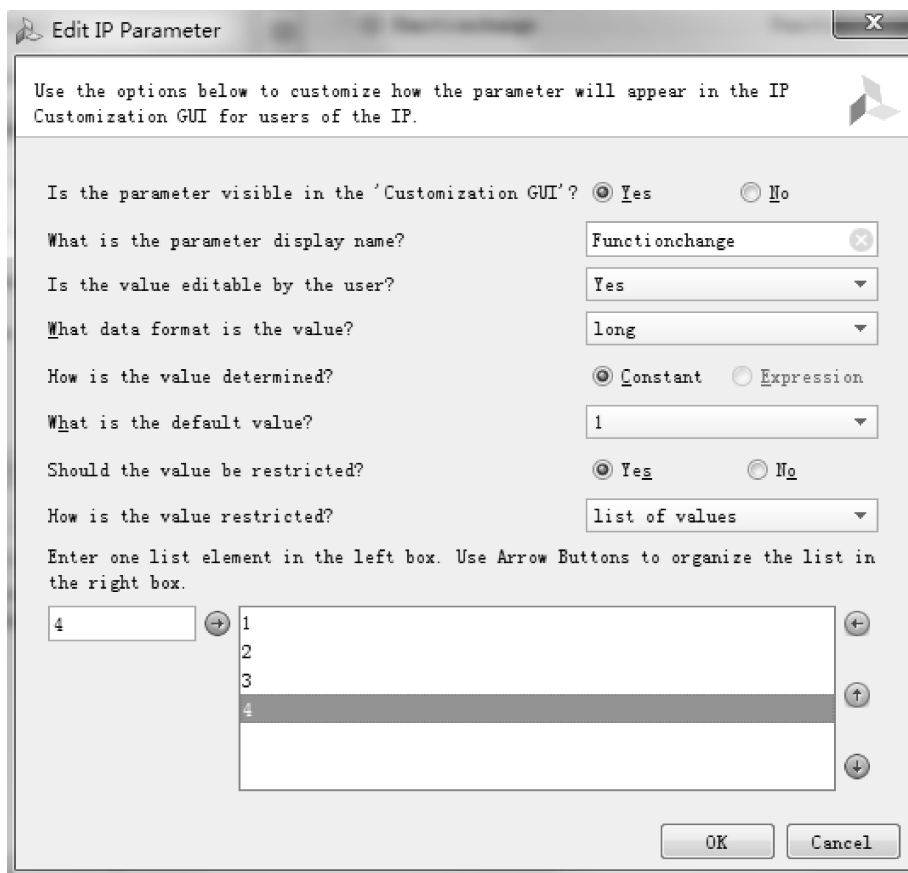 Edit IP Parameter
Use the options below to customize how the parameter will appear in the IP
Customization GUI for users of the IP.
Is the parameter visible in the 'Customization GUI'? Yes No
What is the parameter display name? Functionchange
Is the value editable by the user? Yes
What data format is the value? long
How is the value determined? Constant Expression
What is the default value? 1
Should the value be restricted? Yes No
How is the value restricted? list of values
Enter one list element in the left box. Use Arrow Buttons to organize the list in
the right box.
4 1
2
3
4
OK Cancel